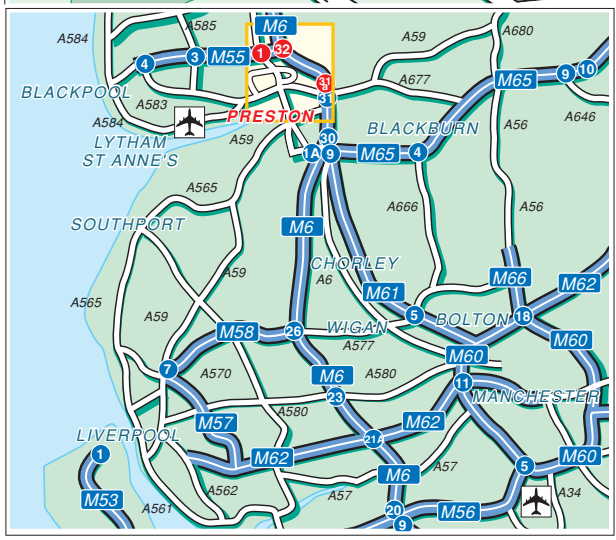 A584
A585
M6
A59
A680
1
32
4
3
M55
A677
M65
9
10
BLACKPOOL
A583
31
a
31
A646
A584
PRESTON
BLACKBURN
A56
LYTHAM
ST ANNE'S
A59
30
1A
9
M65
4
A565
A666
A56
SOUTHPORT
M6
CHORLEY
A59
A6
M66
M62
A565
M61
A59
M58
26
WIGAN
5
BOLTON
18
A577
M60
M60
7
A570
M6
A580
11
23
MANCHESTER
M57
A580
LIVERPOOL
M62
21A
1
M62
A57
5
M60
M53
A562
M6
A57
A34
A561
20
M56
9